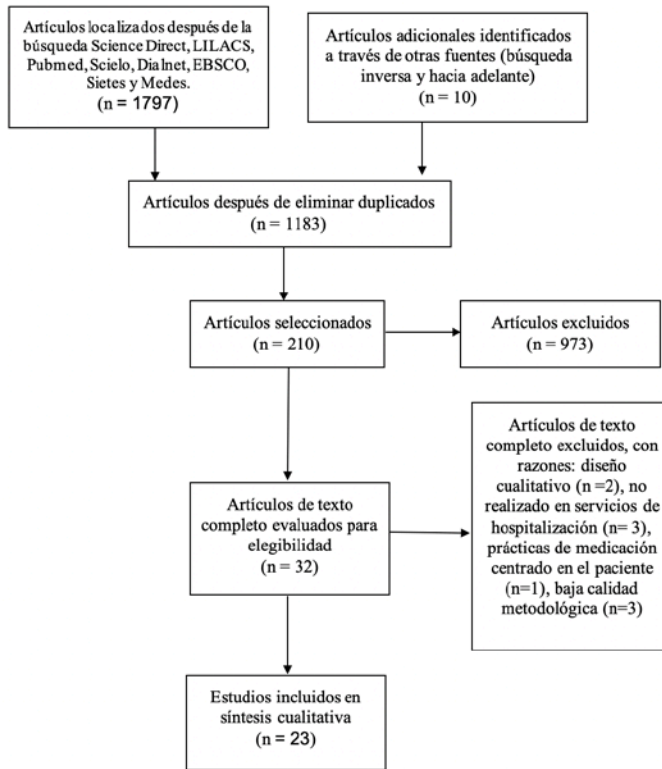 Artículos localizados después de la
búsqueda Science Direct, LILACS,
Pubmed, Scielo, Dialnet, EBSCO,
Sietes y Medes.
(n = 1797)
Artículos adicionales identificados
a través de otras fuentes (búsqueda
inversa y hacia adelante)
(n = 10)
Artículos después de eliminar duplicados
(n = 1183)
Artículos seleccionados
(n = 210)
Artículos excluidos
(n = 973)
Artículos de texto
completo evaluados para
elegibilidad
(n = 32)
Artículos de texto
completo excluidos, con
razones: diseño
cualitativo (n =2), no
realizado en servicios de
hospitalización (n= 3),
prácticas de medicación
centrado en el paciente
(n=1), baja calidad
metodológica (n=3)
Estudios incluidos en
síntesis cualitativa
(n = 23)